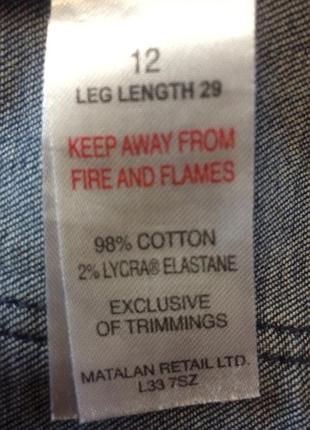 12
LEG LENGTH 29
KEEP AWAY FROM
FIRE AND FLAMES
98% COTTON
2% LYCRA® ELASTANE
EXCLUSIVE
OF TRIMMINGS
MATALAN RETAIL LTD.
L33 7SZ